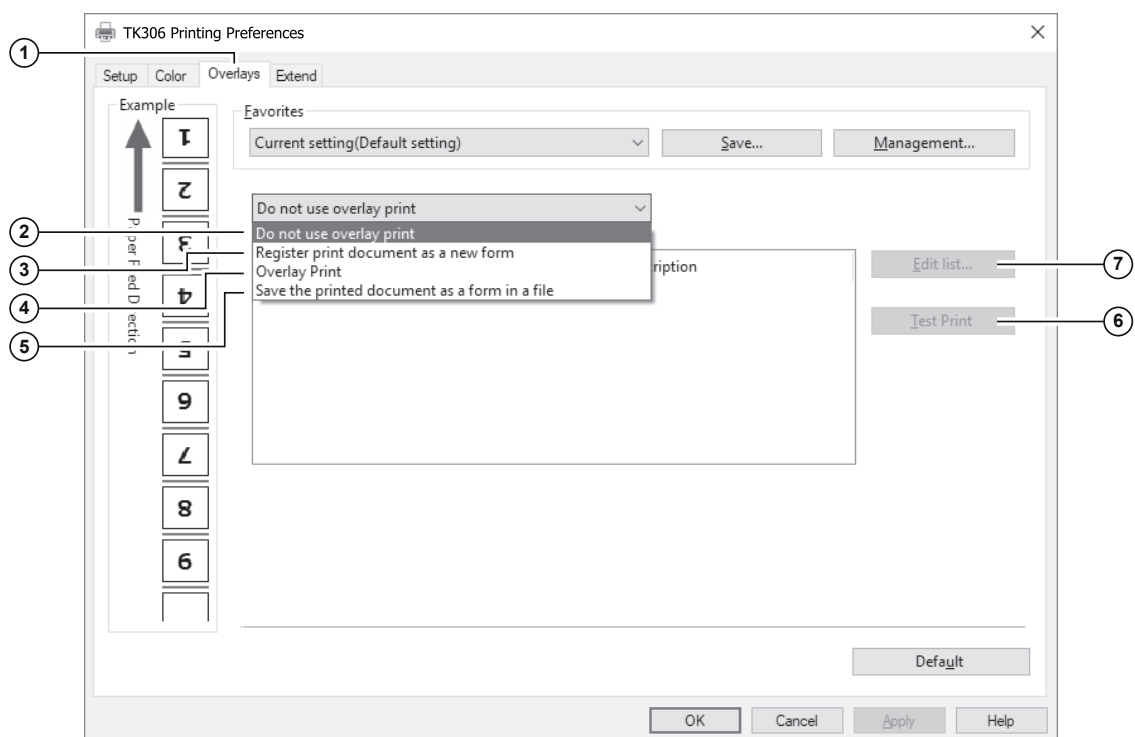 TK306 Printing Preferences
1
Setup Color Overlays Extend
Example
Favorites
Current setting(Default setting) Save... Management...
1
2
3
4
5
6
7
8
9
Paper Feed Direction
Do not use overlay print
2
Do not use overlay print
3
Register print document as a new form
4
Overlay Print
5
Save the printed document as a form in a file
ription
Edit list...
7
Test Print
6
Default
OK Cancel Apply Help